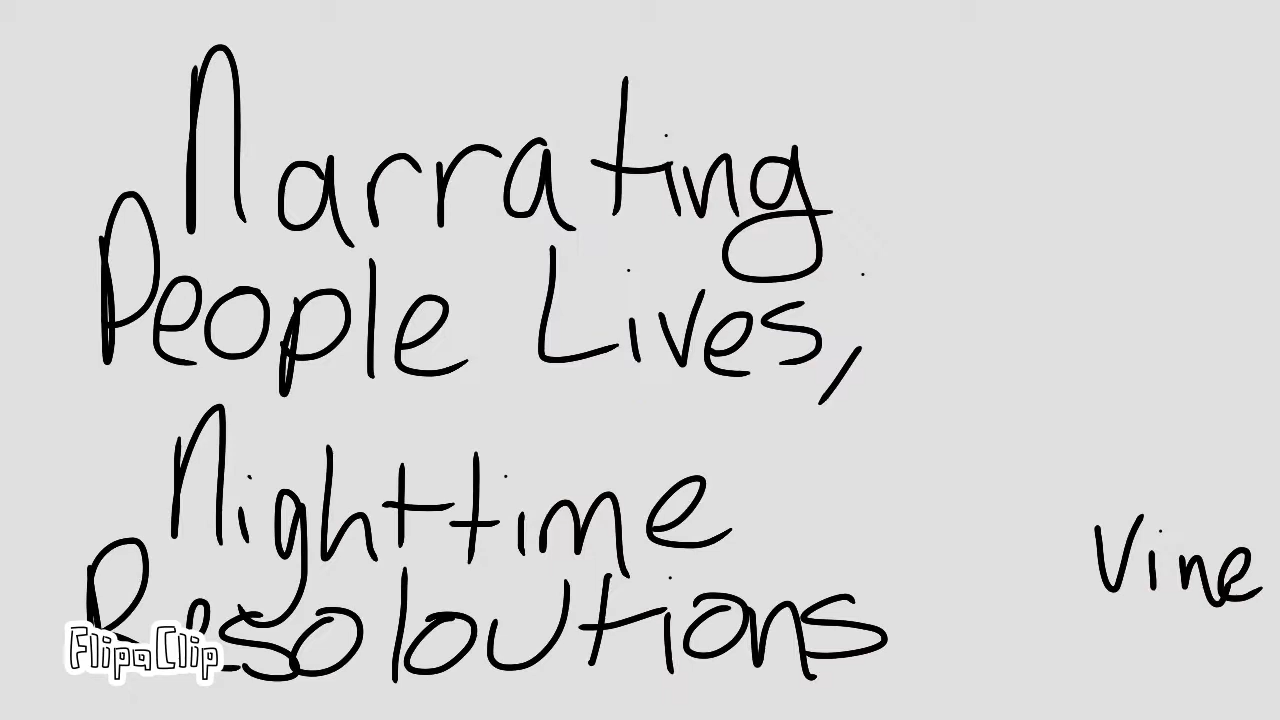 Narrating
People Lives,
Nighttime
Resoloutions
Vine
FlipaClip